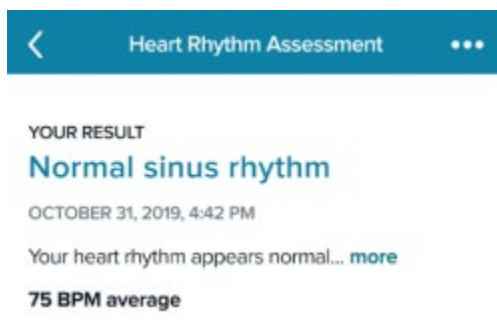 Heart Rhythm Assessment
YOUR RESULT
Normal sinus rhythm
OCTOBER 31, 2019, 4:42 PM
Your heart rhythm appears normal... more
75 BPM average